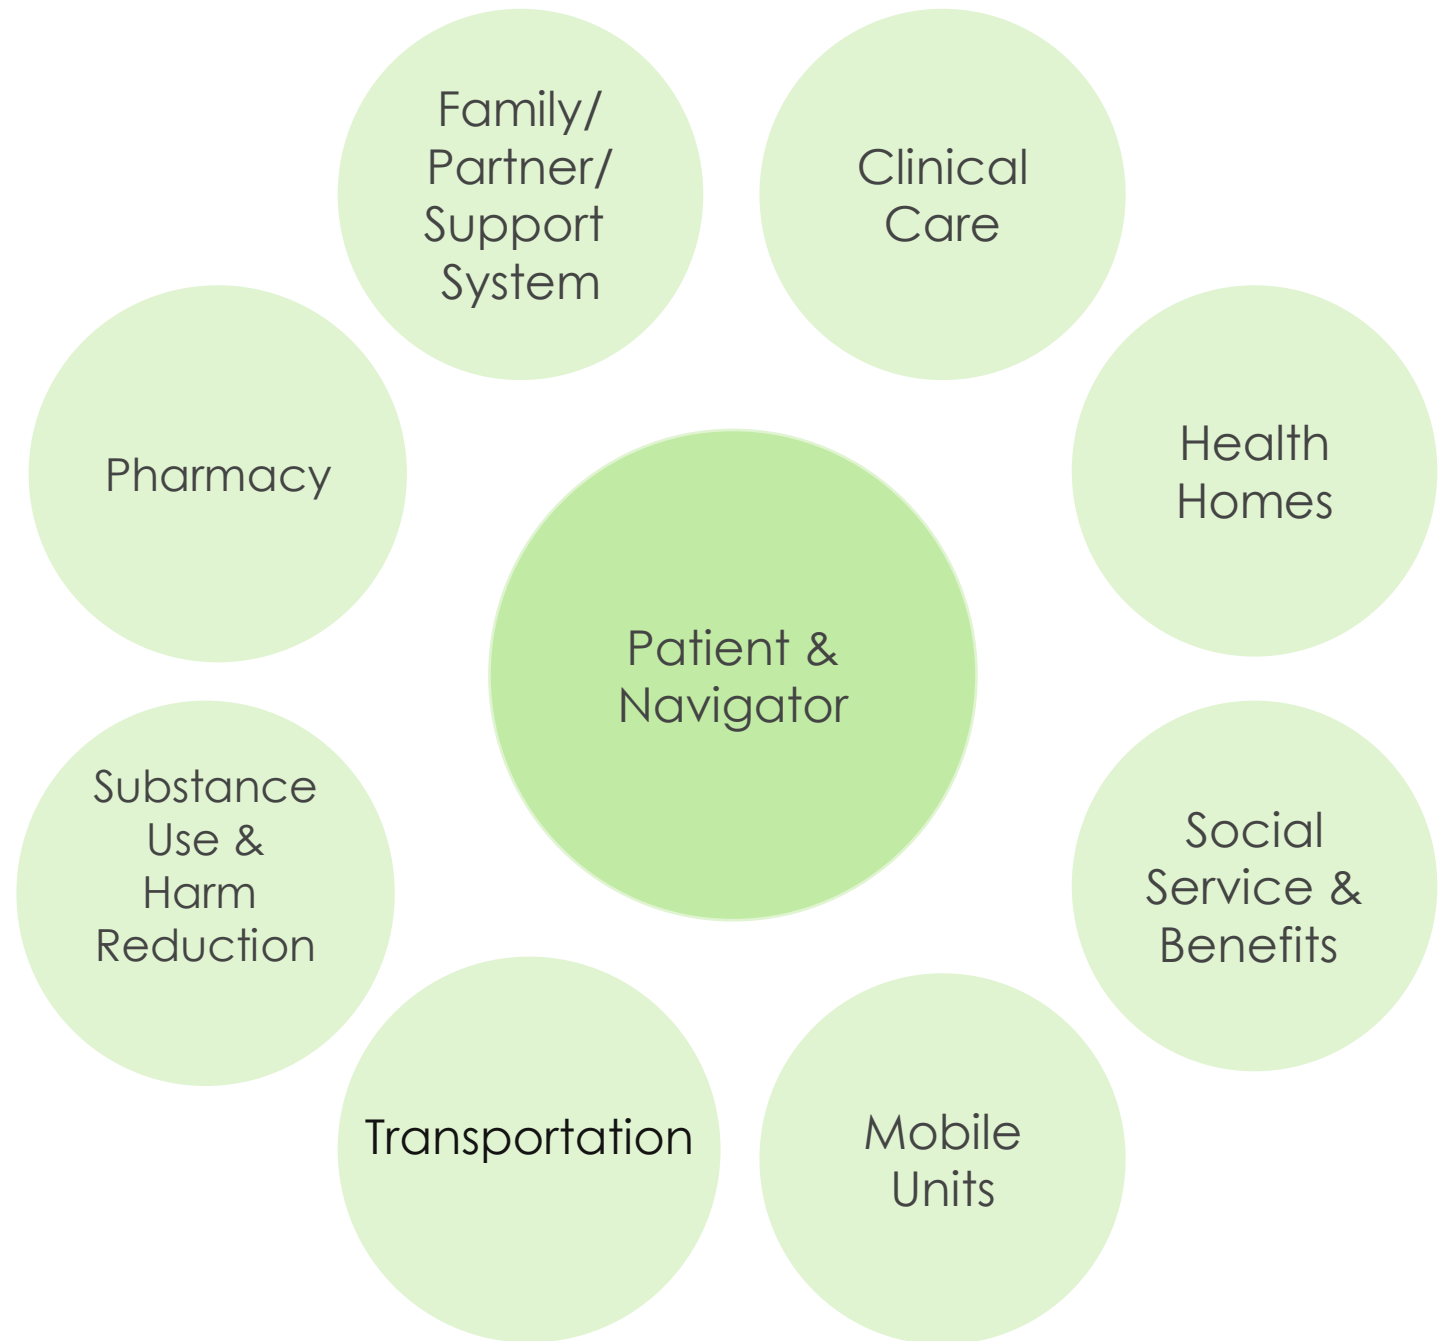 Family/
Partner/
Support
System
Clinical
Care
Health
Homes
Social
Service &
Benefits
Mobile
Units
Transportation
Substance
Use &
Harm
Reduction
Pharmacy
Patient &
Navigator